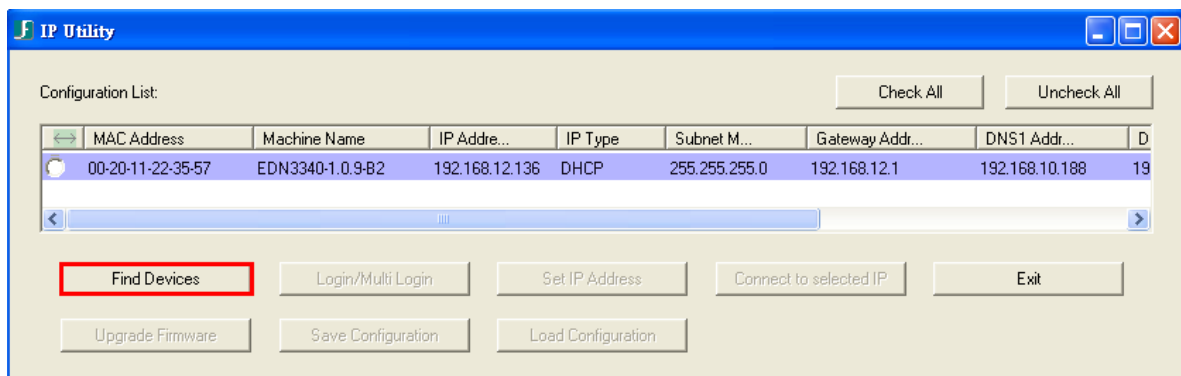 IP Utility
Configuration List: Check All Uncheck All
MAC Address Machine Name IP Addre... IP Type Subnet M... Gateway Addr... DNS1 Addr... D
00-20-11-22-35-57 EDN3340-1.0.9-B2 192.168.12.136 DHCP 255.255.255.0 192.168.12.1 192.168.10.188 19
Find Devices Login/Multi Login Set IP Address Connect to selected IP Exit
Upgrade Firmware Save Configuration Load Configuration